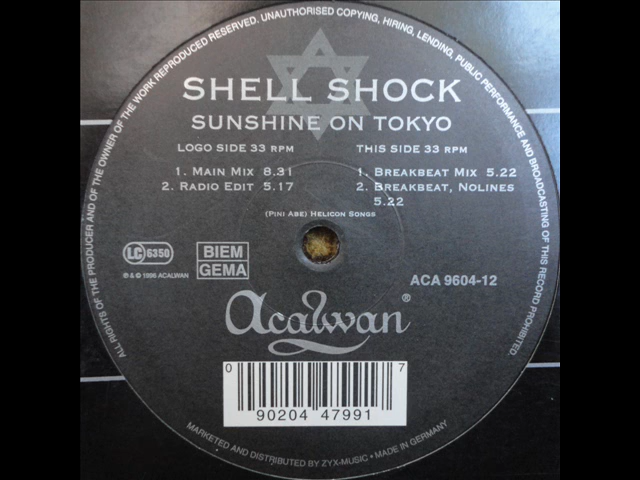 ALL RIGHTS OF THE PRODUCER AND OF THE OWNER OF THE WORK REPRODUCED RESERVED. UNAUTHORISED COPYING, HIRING, LENDING, PUBLIC PERFORMANCE AND BROADCASTING OF THIS RECORD PROHIBITED.
SHELL SHOCK
SUNSHINE ON TOKYO
LOGO SIDE 33 RPM
1. MAIN MIX 8.31
2. RADIO EDIT 5.17
THIS SIDE 33 RPM
1. BREAKBEAT MIX 5.22
2. BREAKBEAT, NOLINES
5.22
(PINI ABE) HELICON SONGS
LC 6350
℗ & © 1996 ACALWAN
BIEM
GEMA
ACA 9604-12
Acalwan ®
0 90204 47991 7
MARKETED AND DISTRIBUTED BY ZYX-MUSIC • MADE IN GERMANY